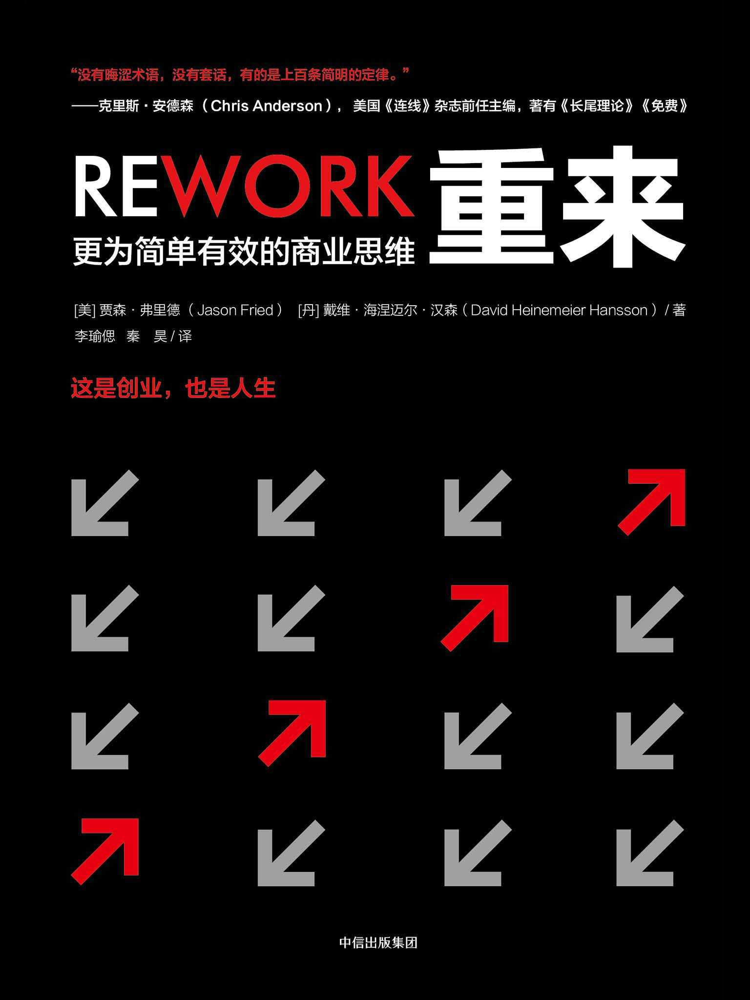 “没有晦涩术语，没有套话，有的是上百条简明的定律。”
——克里斯·安德森（Chris Anderson），美国《连线》杂志前任主编，著有《长尾理论》《免费》
REWORK 重来
更为简单有效的商业思维
[美] 贾森·弗里德（Jason Fried） [丹] 戴维·海涅迈尔·汉森（David Heinemeier Hansson）/ 著
李瑜偲 秦 昊 / 译
这是创业，也是人生
中信出版集团